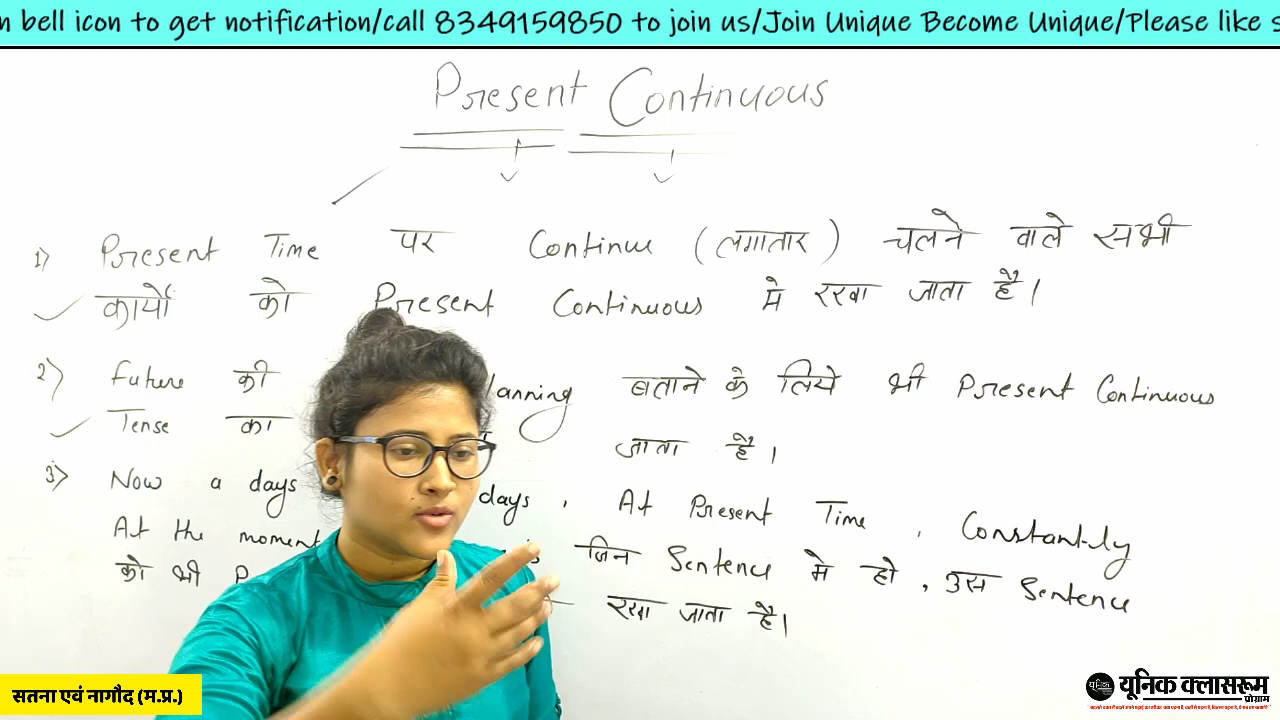 n bell icon to get notification/call 8349159850 to join us/Join Unique Become Unique/Please like s
Present Continuous
1) Present Time पर Continue (लगातार) चलने वाले सभी
कार्यों को Present Continuous मे रखा जाता है।
2) Future की lanning बताने के लिये भी Present Continuous
Tense का जाता है।
3) Now a days days, At Present Time, Constantly
At the moment जिन Sentence मे हो, उस Sentence
को भी P रखा जाता है।
सतना एवं नागौद (म.प्र.)
यूनिक क्लासरूम
प्रोग्राम